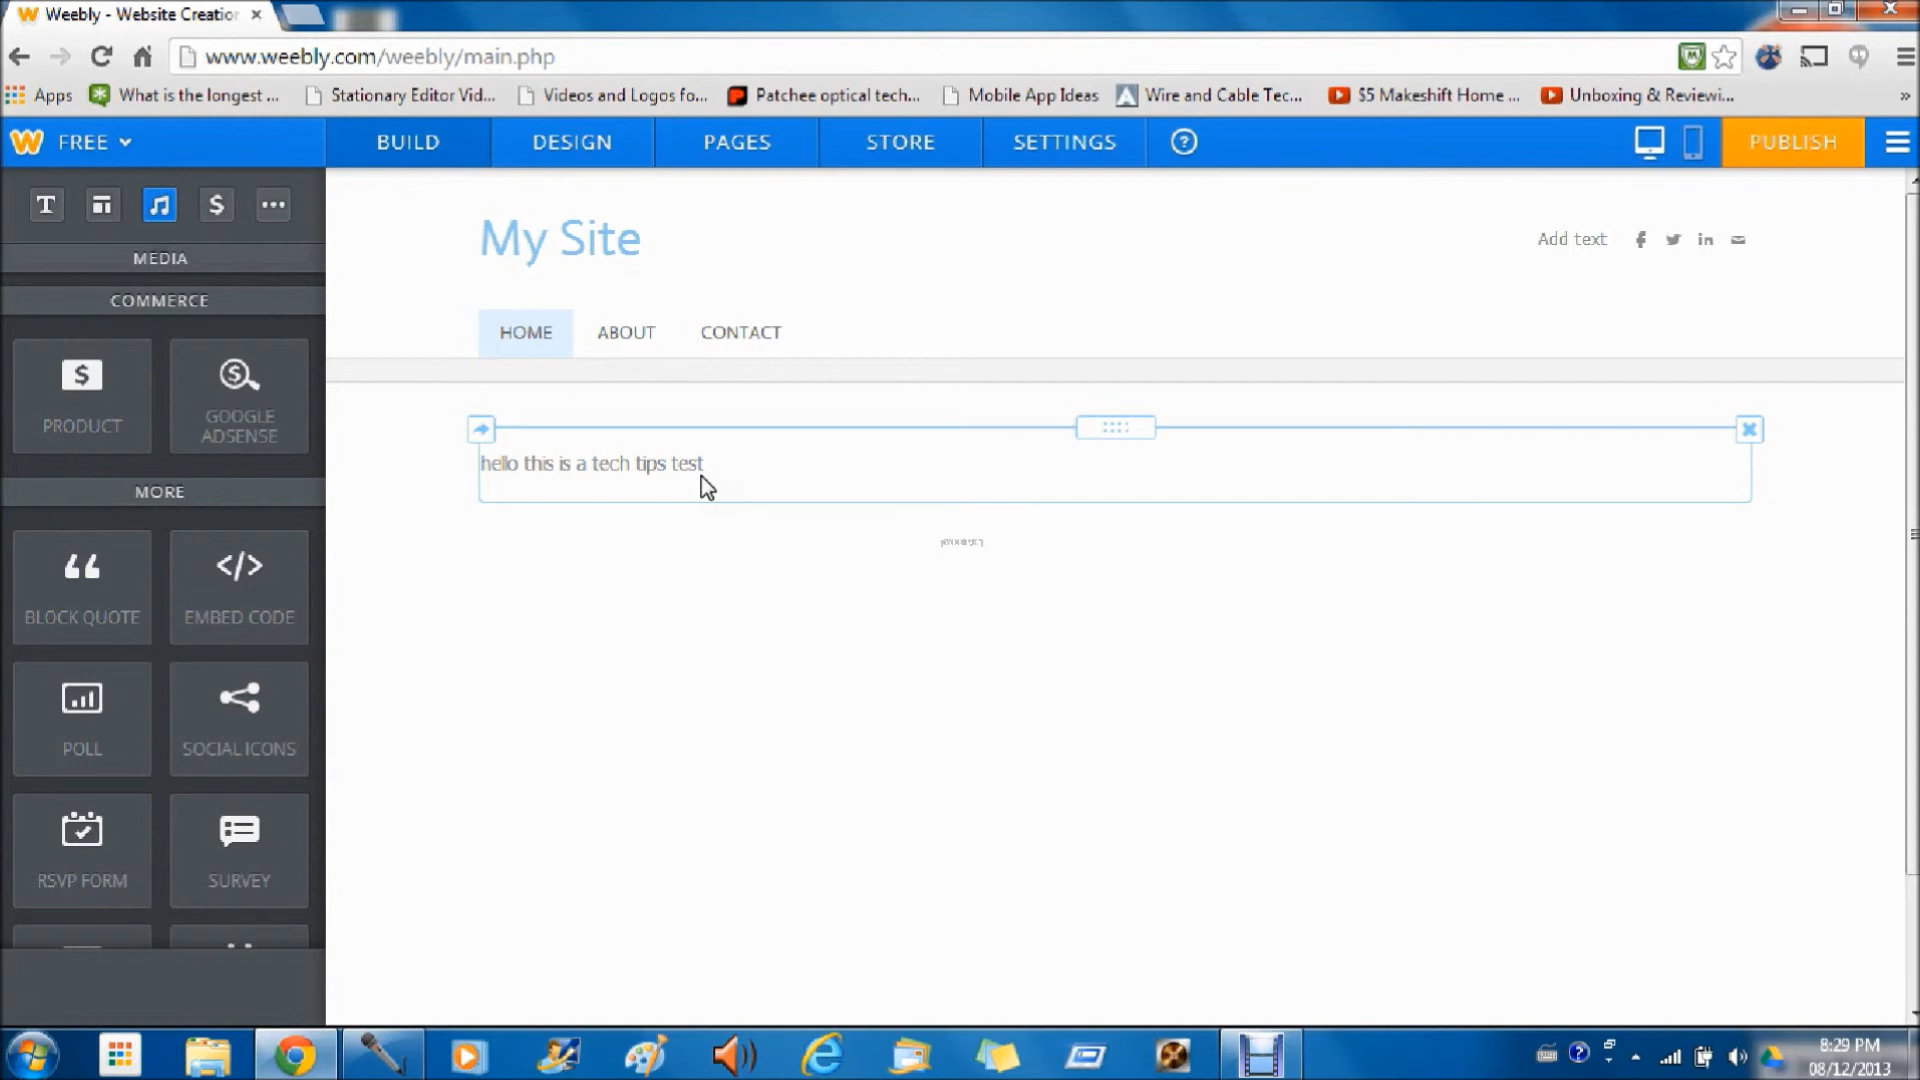 Weebly - Website Creation
www.weebly.com/weebly/main.php
Apps What is the longest ... Stationary Editor Vid... Videos and Logos fo... Patchee optical tech... Mobile App Ideas Wire and Cable Tec... $5 Makeshift Home ... Unboxing & Reviewi... »
FREE BUILD DESIGN PAGES STORE SETTINGS ? PUBLISH
MEDIA
COMMERCE
PRODUCT
GOOGLE ADSENSE
MORE
BLOCK QUOTE
EMBED CODE
POLL
SOCIAL ICONS
RSVP FORM
SURVEY
My Site
Add text
HOME ABOUT CONTACT
hello this is a tech tips test
8:29 PM
08/12/2013